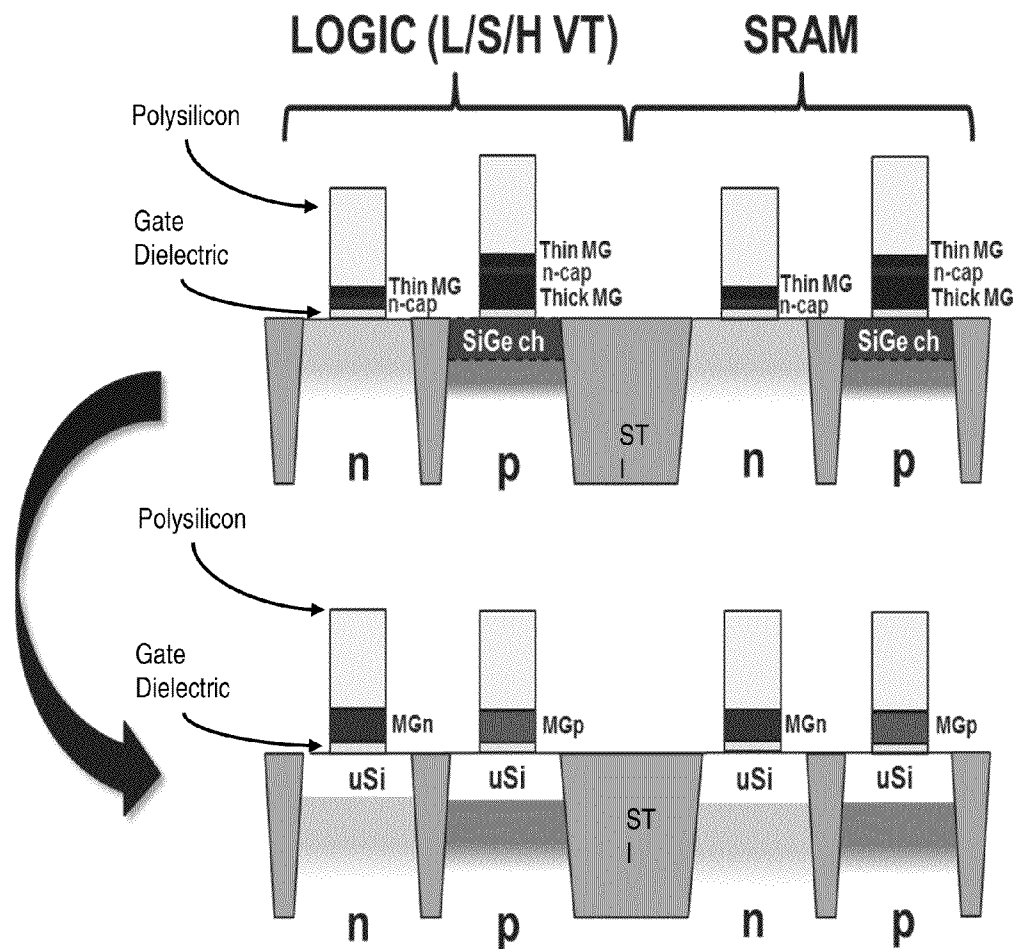 LOGIC (L/S/H VT) SRAM
Polysilicon
Gate
Dielectric
Thin MG
n-cap
Thin MG
n-cap
Thick MG
Thin MG
n-cap
Thin MG
n-cap
Thick MG
SiGe ch
SiGe ch
ST
I
n p n p
Polysilicon
Gate
Dielectric
MGn MGp MGn MGp
uSi uSi uSi uSi
ST
I
n p n p